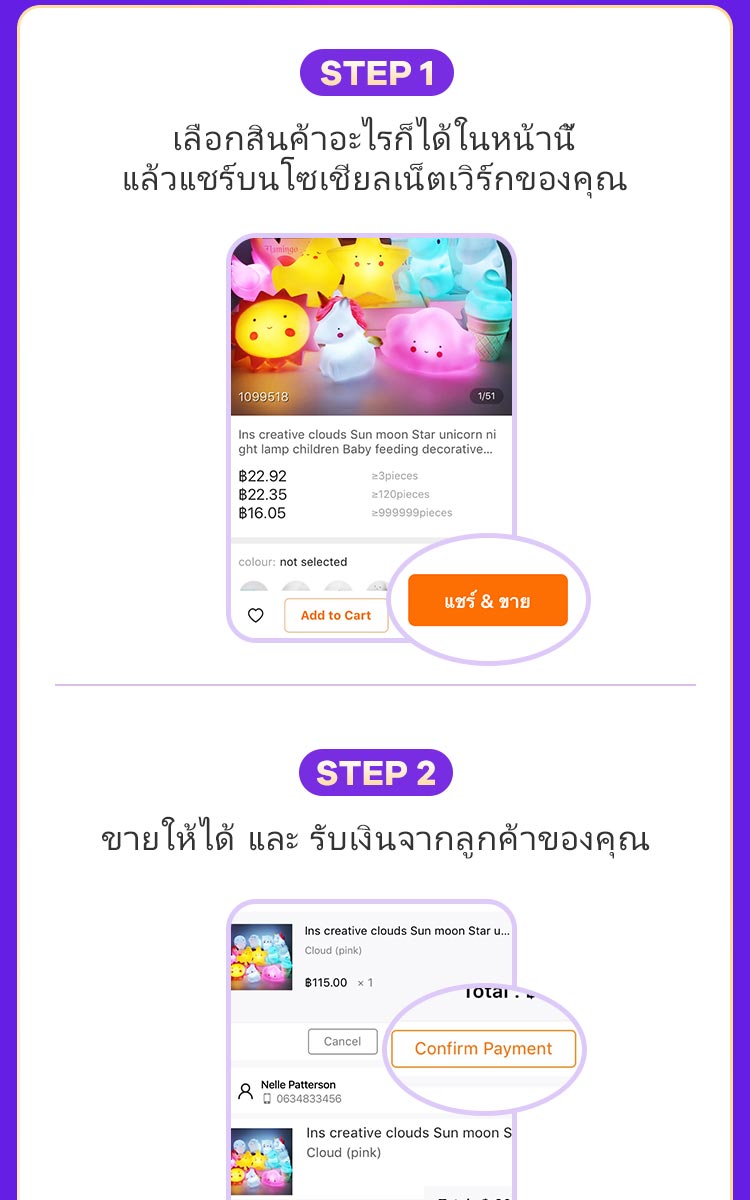 STEP 1
เลือกสินค้าอะไรก็ได้ในหน้านี้
แล้วแชร์บนโซเชียลเน็ตเวิร์กของคุณ
Flamingo
1099518
1/51
Ins creative clouds Sun moon Star unicorn ni
ght lamp children Baby feeding decorative...
฿22.92 ≥3pieces
฿22.35 ≥120pieces
฿16.05 ≥999999pieces
colour: not selected
Add to Cart
แชร์ & ขาย
STEP 2
ขายให้ได้ และ รับเงินจากลูกค้าของคุณ
Ins creative clouds Sun moon Star u...
Cloud (pink)
฿115.00 × 1
Total :
Cancel
Confirm Payment
Nelle Patterson
0634833456
Ins creative clouds Sun moon S
Cloud (pink)